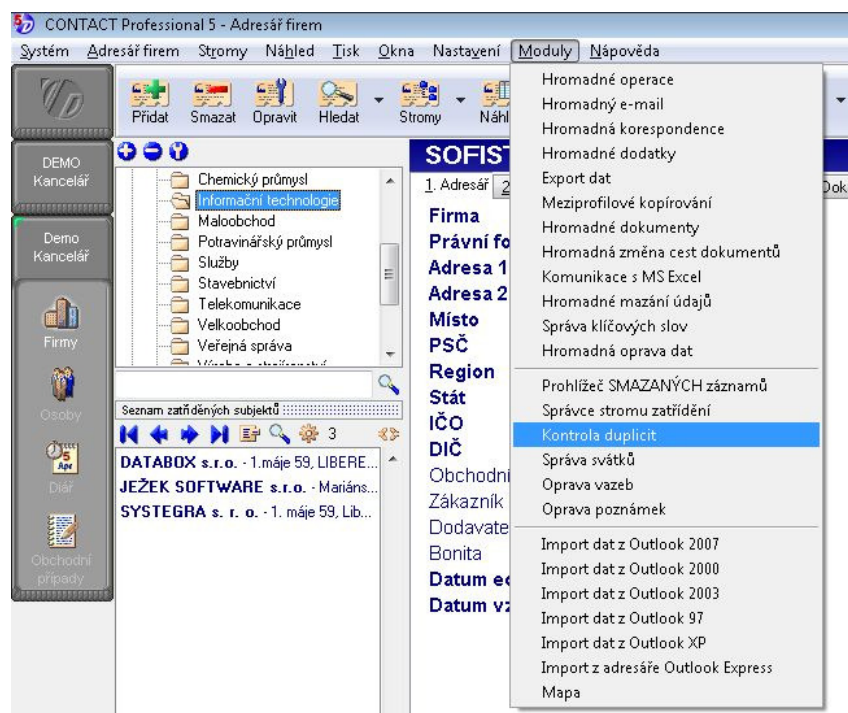 CONTACT Professional 5 - Adresář firem
Systém Adresář firem Stromy Náhled Tisk Okna Nastavení Moduly Nápověda
Přidat Smazat Opravit Hledat Stromy Náhl
DEMO
Kancelář
Demo
Kancelář
Firmy
Osoby
5
Apr
Diář
Obchodní
případy
Chemický průmysl
Informační technologie
Maloobchod
Potravinářský průmysl
Služby
Stavebnictví
Telekomunikace
Velkoobchod
Veřejná správa
Seznam zatříděných subjektů
3
DATABOX s.r.o. - 1.máje 59, LIBERE...
JEŽEK SOFTWARE s.r.o. - Mariáns...
SYSTEGRA s. r. o. - 1. máje 59, Lib...
SOFIST
1. Adresář 2 Dok
Firma
Právní fo
Adresa 1
Adresa 2
Místo
PSČ
Region
Stát
IČO
DIČ
Obchodní
Zákazník
Dodavate
Bonita
Datum ed
Datum vz
Hromadné operace
Hromadný e-mail
Hromadná korespondence
Hromadné dodatky
Export dat
Meziprofilové kopírování
Hromadné dokumenty
Hromadná změna cest dokumentů
Komunikace s MS Excel
Hromadné mazání údajů
Správa klíčových slov
Hromadná oprava dat
Prohlížeč SMAZANÝCH záznamů
Správce stromu zatřídění
Kontrola duplicit
Správa svátků
Oprava vazeb
Oprava poznámek
Import dat z Outlook 2007
Import dat z Outlook 2000
Import dat z Outlook 2003
Import dat z Outlook 97
Import dat z Outlook XP
Import z adresáře Outlook Express
Mapa